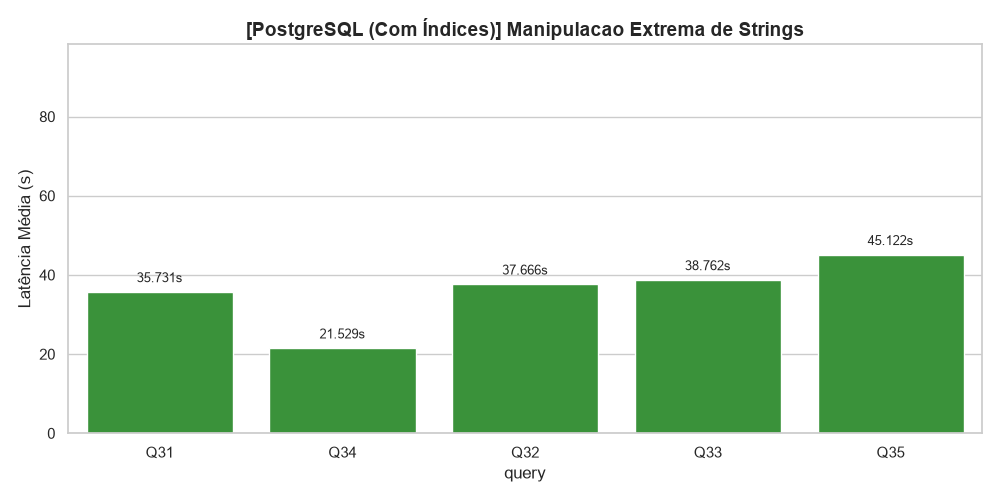 [PostgreSQL (Com Índices)] Manipulacao Extrema de Strings
Latência Média (s)
80
60
40
20
0
35.731s
21.529s
37.666s
38.762s
45.122s
Q31
Q34
Q32
Q33
Q35
query